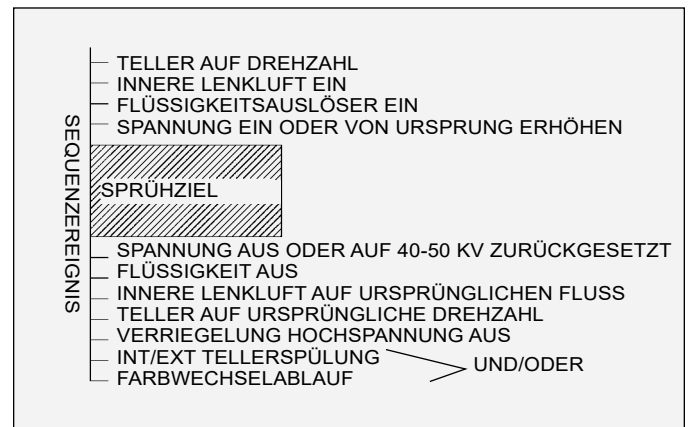 SEQUENZEREIGNIS
TELLER AUF DREHZAHL
INNERE LENKLUFT EIN
FLÜSSIGKEITSAUSLÖSER EIN
SPANNUNG EIN ODER VON URSPRUNG ERHÖHEN
SPRÜHZIEL
SPANNUNG AUS ODER AUF 40-50 KV ZURÜCKGESETZT
FLÜSSIGKEIT AUS
INNERE LENKLUFT AUF URSPRÜNGLICHEN FLUSS
TELLER AUF URSPRÜNGLICHE DREHZAHL
VERRIEGELUNG HOCHSPANNUNG AUS
INT/EXT TELLERSPÜLUNG
UND/ODER
FARBWECHSELABLAUF